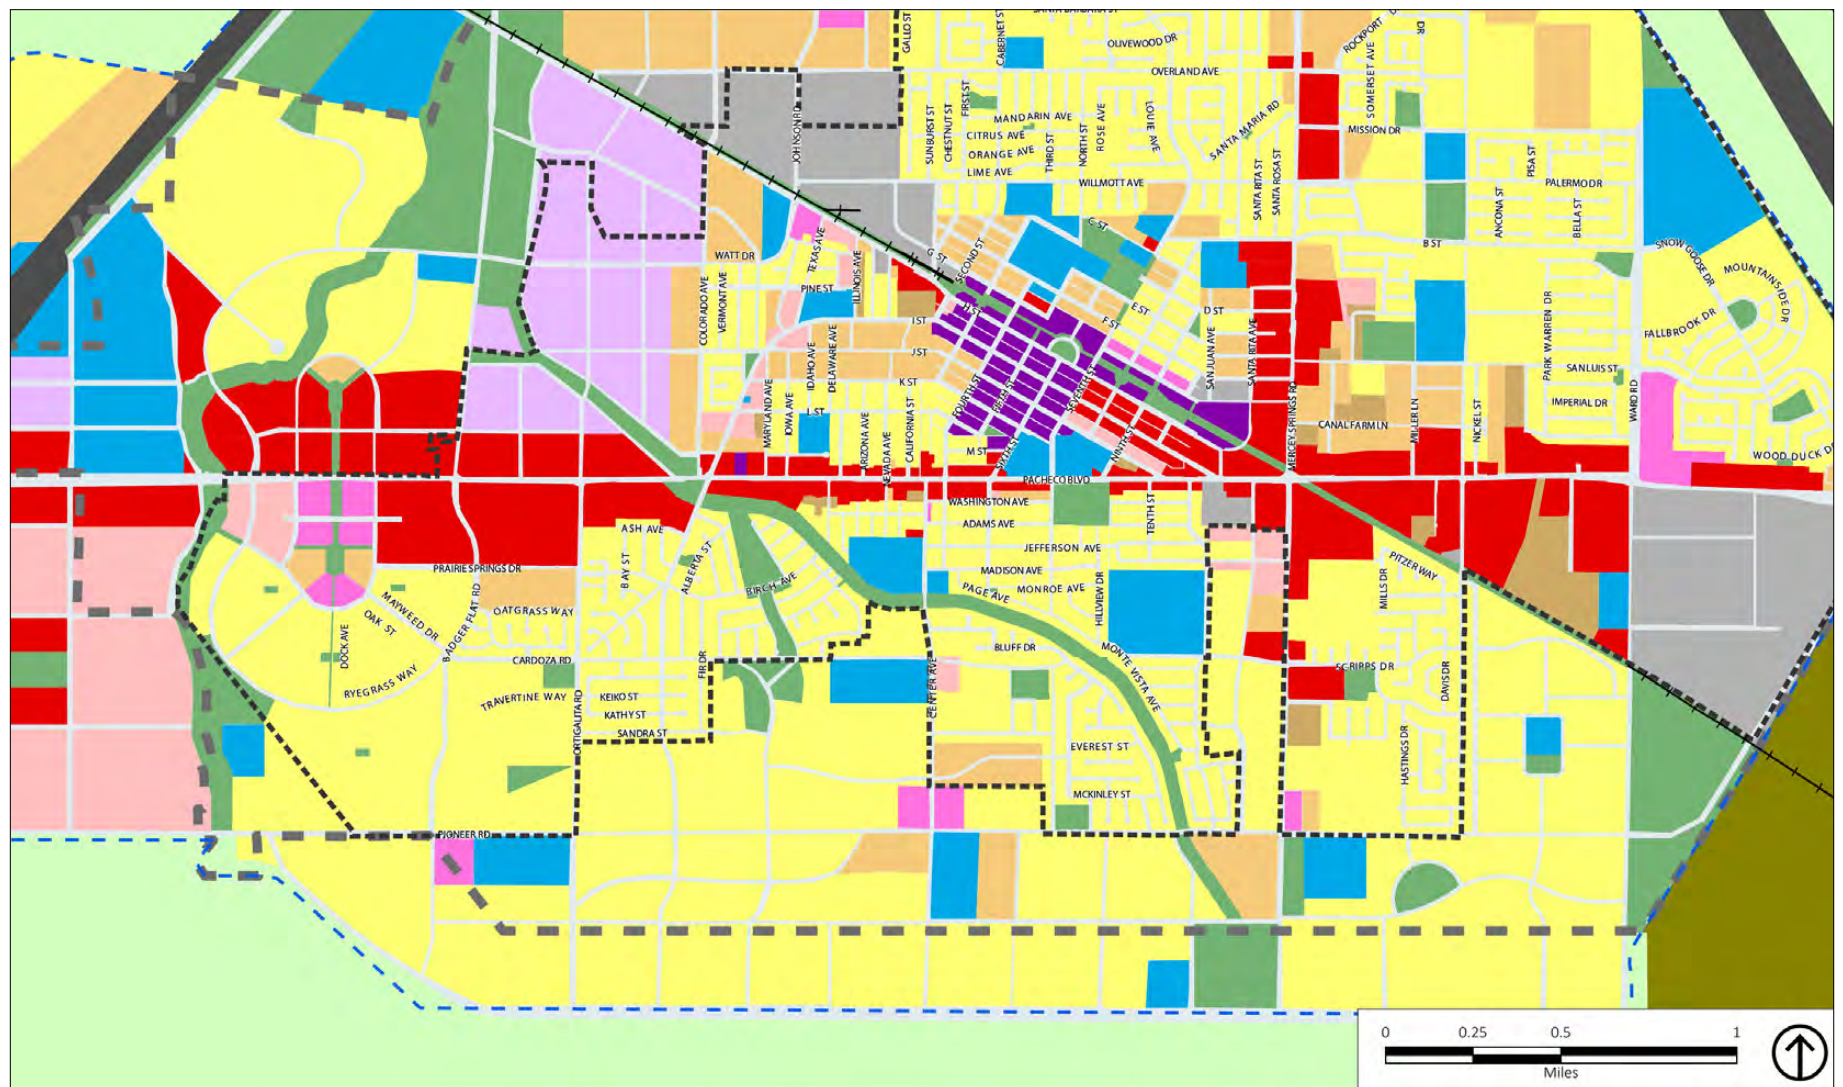 GALLO ST
CABERNET ST
SANTA BARBARA ST
OLIVEWOOD DR
ROCKPORT
DR
SOMERSET AVE
OVERLAND AVE
JOHNSON RD
SUNBURST ST
CHESTNUT ST
FIRST ST
MANDARIN AVE
CITRUS AVE
ORANGE AVE
LIME AVE
THIRD ST
NORTH ST
ROSE AVE
LOUIE AVE
SANTA MARIA RD
MISSION DR
WILLMOTT AVE
SANTA RITA ST
SANTA ROSA ST
PISA ST
PALERMO DR
ANCONA ST
BELLA ST
B ST
C ST
G ST
SECOND ST
WATT DR
TEXAS AVE
ILLINOIS AVE
PINE ST
COLORADO AVE
VERMONT AVE
H ST
I ST
J ST
K ST
L ST
M ST
E ST
F ST
D ST
SAN JUAN AVE
SANTA RITA AVE
SNOW GOOSE DR
MOUNTAINSIDE DR
FALLBROOK DR
PARK WARREN DR
SAN LUIS ST
IMPERIAL DR
WARD RD
WOOD DUCK D
IDAHO AVE
DELAWARE AVE
MARYLAND AVE
IOWA AVE
ARIZONA AVE
NEVADA AVE
CALIFORNIA ST
FOURTH ST
FIFTH ST
SIXTH ST
SEVENTH ST
NINTH ST
MERCEY SPRINGS RD
CANAL FARM LN
MILLER LN
NICKEL ST
PACHECO BLVD
WASHINGTON AVE
ADAMS AVE
TENTH ST
JEFFERSON AVE
MADISON AVE
MONROE AVE
PAGE AVE
HILLVIEW DR
ASH AVE
BAY ST
ALBERTA ST
BIRCH AVE
PRAIRIE SPRINGS DR
MAYWEED DR
OAK ST
DOCK AVE
RYEGRASS WAY
BADGER FLAT RD
OATGRASS WAY
CARDOZA RD
TRAVERTINE WAY
ORTIGALITA RD
KEIKO ST
KATHY ST
SANDRA ST
FIR DR
CENTER AVE
BLUFF DR
MONTE VISTA AVE
PITZER WAY
MILLS DR
SCRIPPS DR
DAVIS DR
HASTINGS DR
EVEREST ST
MCKINLEY ST
PIONEER RD
0 0.25 0.5 1
Miles